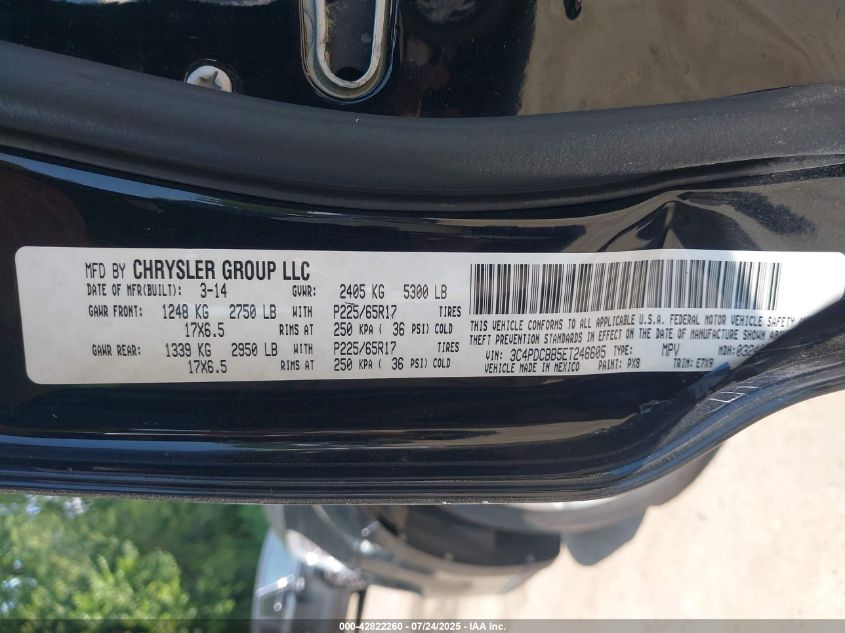 MFD BY CHRYSLER GROUP LLC
DATE OF MFR(BUILT): 3-14 GVWR: 2405 KG 5300 LB
GAWR FRONT: 1248 KG 2750 LB WITH P225/65R17 TIRES
17X6.5 RIMS AT 250 KPA ( 36 PSI) COLD
GAWR REAR: 1339 KG 2950 LB WITH P225/65R17 TIRES
17X6.5 RIMS AT 250 KPA ( 36 PSI) COLD
THIS VEHICLE CONFORMS TO ALL APPLICABLE U.S.A. FEDERAL MOTOR VEHICLE SAFETY,
THEFT PREVENTION STANDARDS IN EFFECT ON THE DATE OF MANUFACTURE SHOWN
VIN: 3C4PDCBB5ET246605 TYPE: MPV MDH:
VEHICLE MADE IN MEXICO PAINT: PX8 TRIM: E7X9
000-42822260 - 07/24/2025 - IAA Inc.